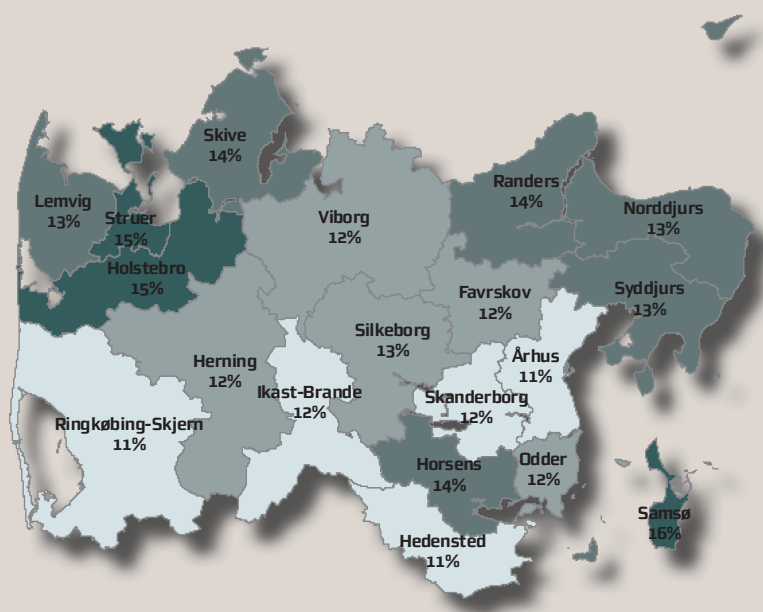 Skive
14%
Lemvig
13%
Struer
15%
Holstebro
15%
Viborg
12%
Randers
14%
Norddjurs
13%
Syddjurs
13%
Favrskov
12%
Silkeborg
13%
Herning
12%
Ikast-Brande
12%
Århus
11%
Skanderborg
12%
Ringkøbing-Skjern
11%
Horsens
14%
Odder
12%
Samsø
16%
Hedensted
11%